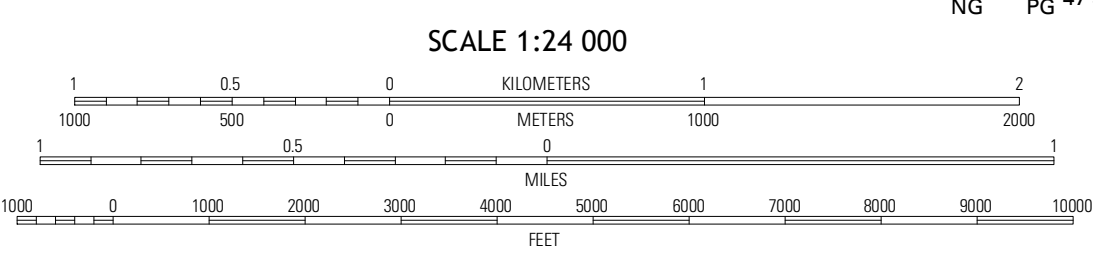 NG PG 47
SCALE 1:24 000
1 0.5 0 KILOMETERS 1 2
1000 500 0 METERS 1000 2000
1 0.5 0 1
MILES
1000 0 1000 2000 3000 4000 5000 6000 7000 8000 9000 10000
FEET